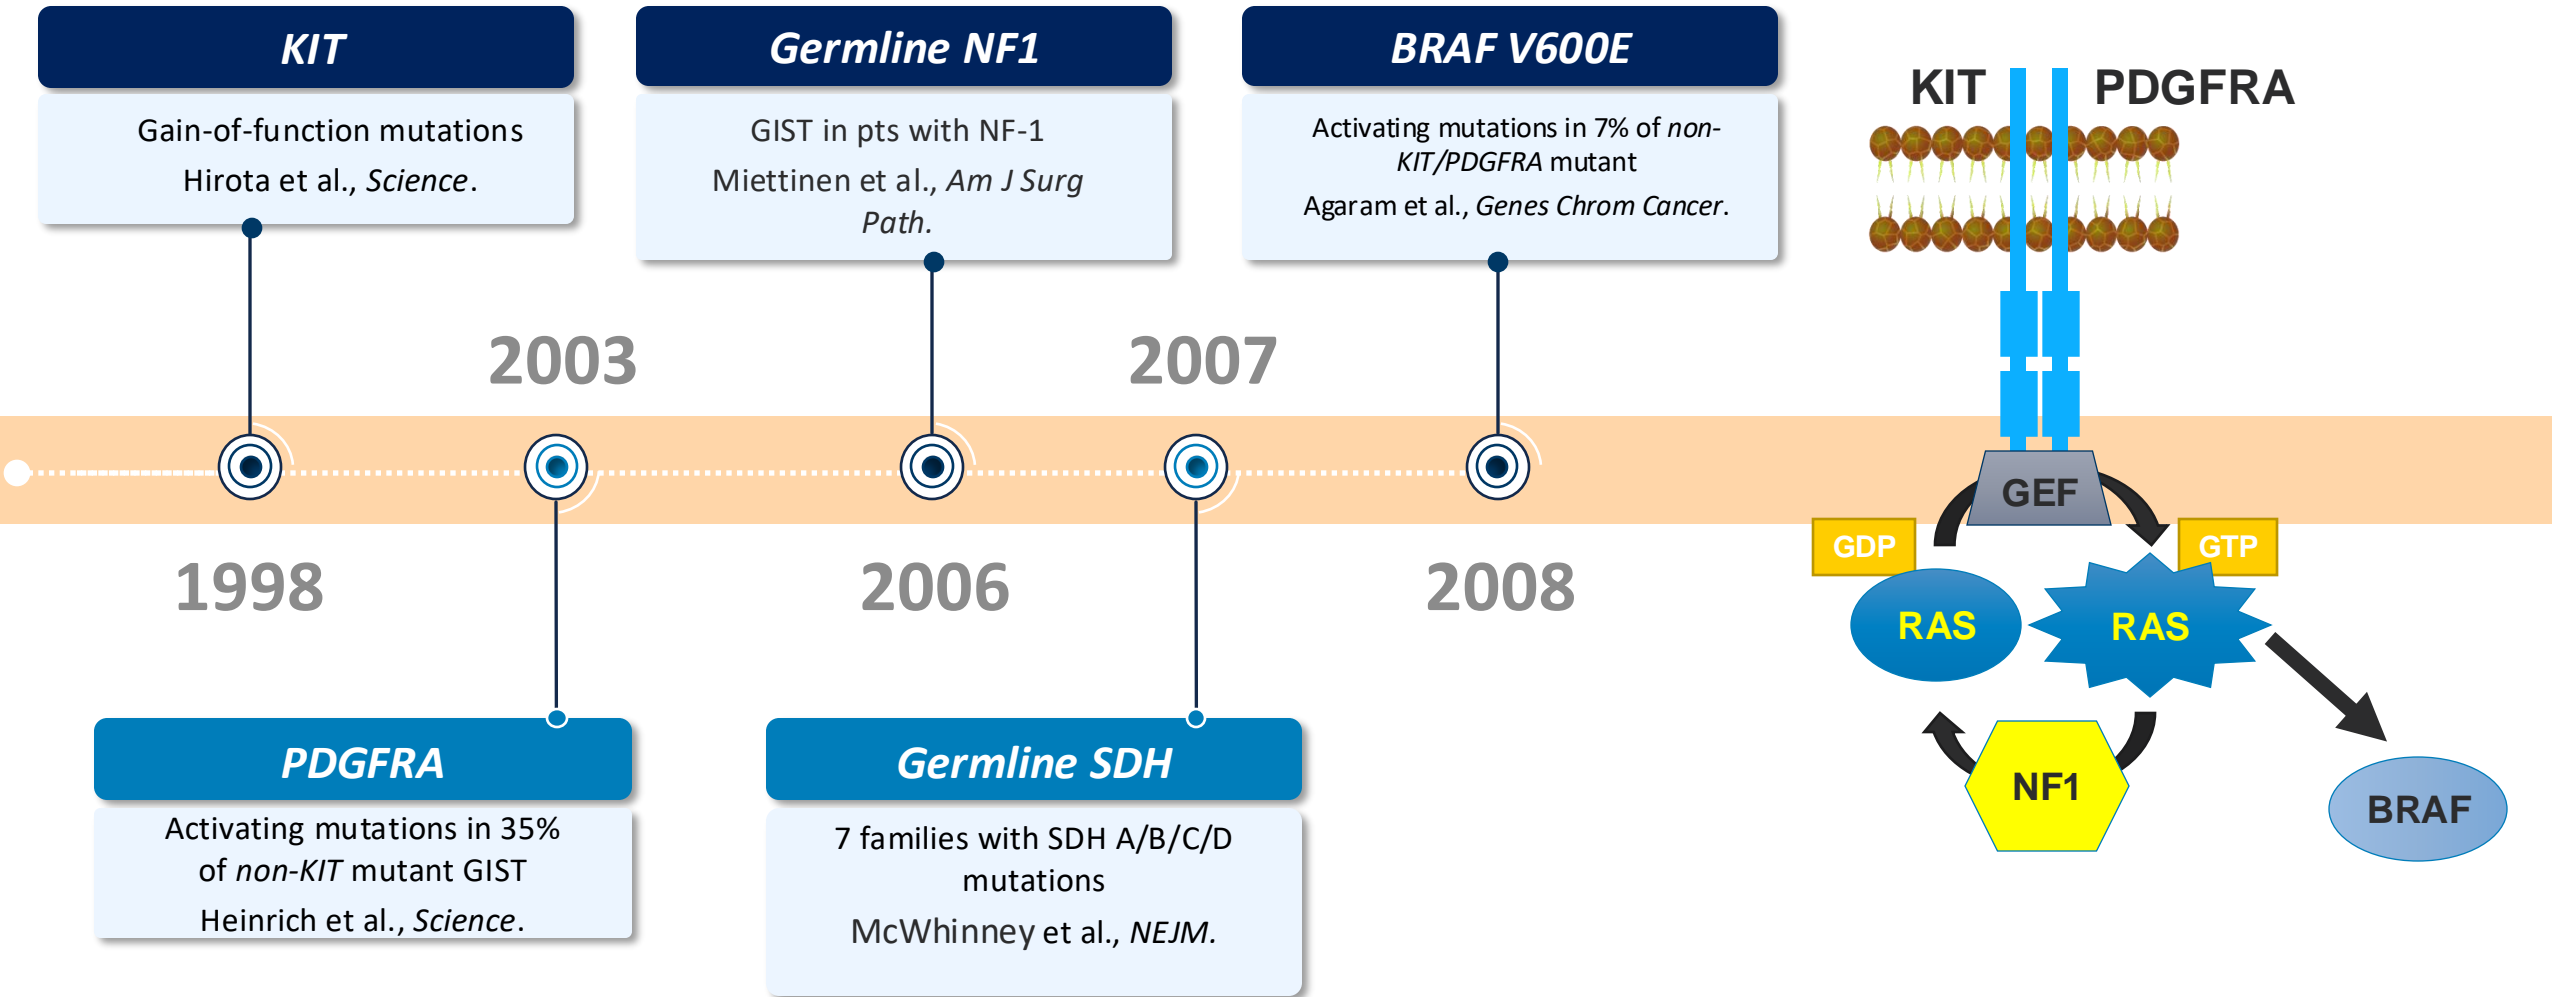 KIT
Gain-of-function mutations
Hirota et al., Science.
Germline NF1
GIST in pts with NF-1
Miettinen et al., Am J Surg
Path.
BRAF V600E
Activating mutations in 7% of non-
KIT/PDGFRA mutant
Agaram et al., Genes Chrom Cancer.
2003
2007
1998
2006
2008
PDGFRA
Activating mutations in 35%
of non-KIT mutant GIST
Heinrich et al., Science.
Germline SDH
7 families with SDH A/B/C/D
mutations
McWhinney et al., NEJM.
KIT
PDGFRA
GEF
GDP
GTP
RAS
RAS
NF1
BRAF